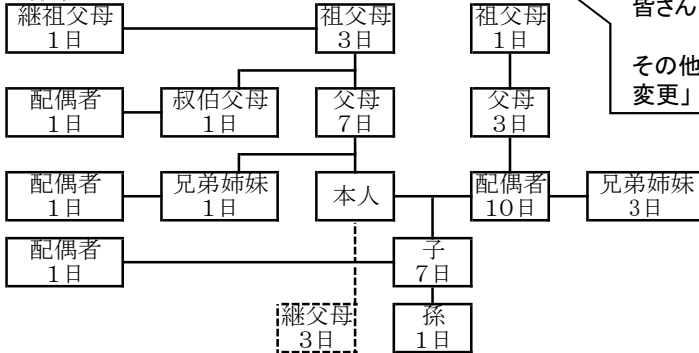 皆さん
その他
変更」
継祖父母
1日
祖父母
3日
祖父母
1日
配偶者
1日
叔伯父母
1日
父母
7日
父母
3日
配偶者
1日
兄弟姉妹
1日
本人
配偶者
10日
兄弟姉妹
3日
配偶者
1日
子
7日
継父母
3日
孫
1日